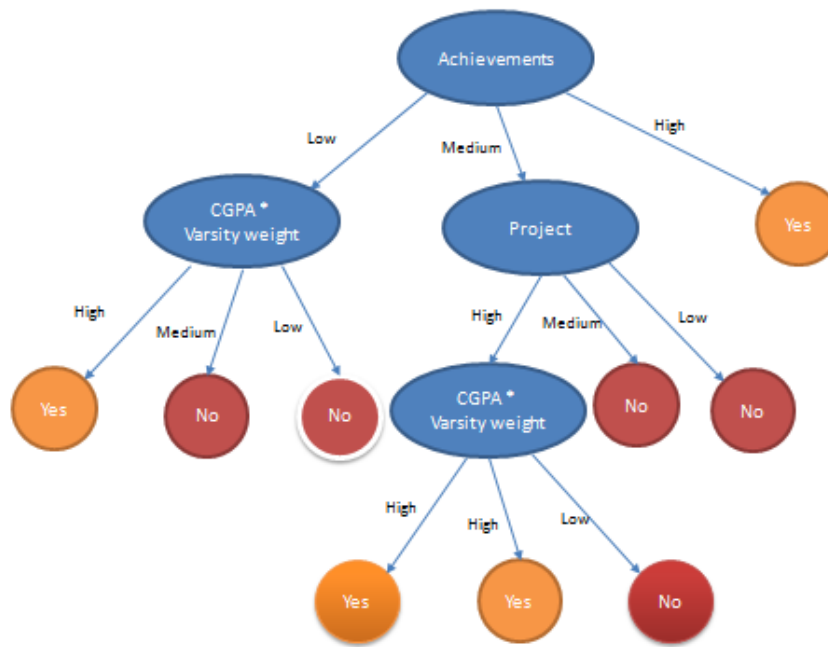 Achievements
Low
Medium
High
CGPA *
Varsity weight
Project
Yes
High
Medium
Low
High
Medium
Low
Yes
No
No
CGPA *
Varsity weight
No
No
High
High
Low
Yes
Yes
No